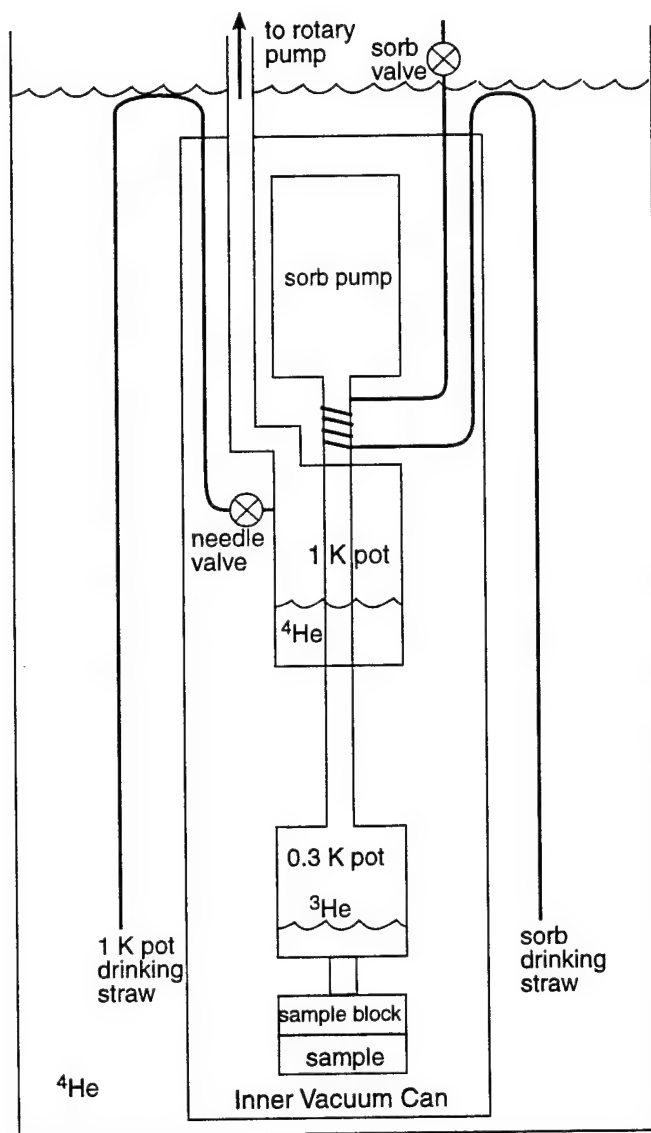 to rotary
pump
sorb
valve
sorb pump
needle
valve
1 K pot
⁴He
0.3 K pot
³He
1 K pot
drinking
straw
sorb
drinking
straw
sample block
sample
⁴He
Inner Vacuum Can